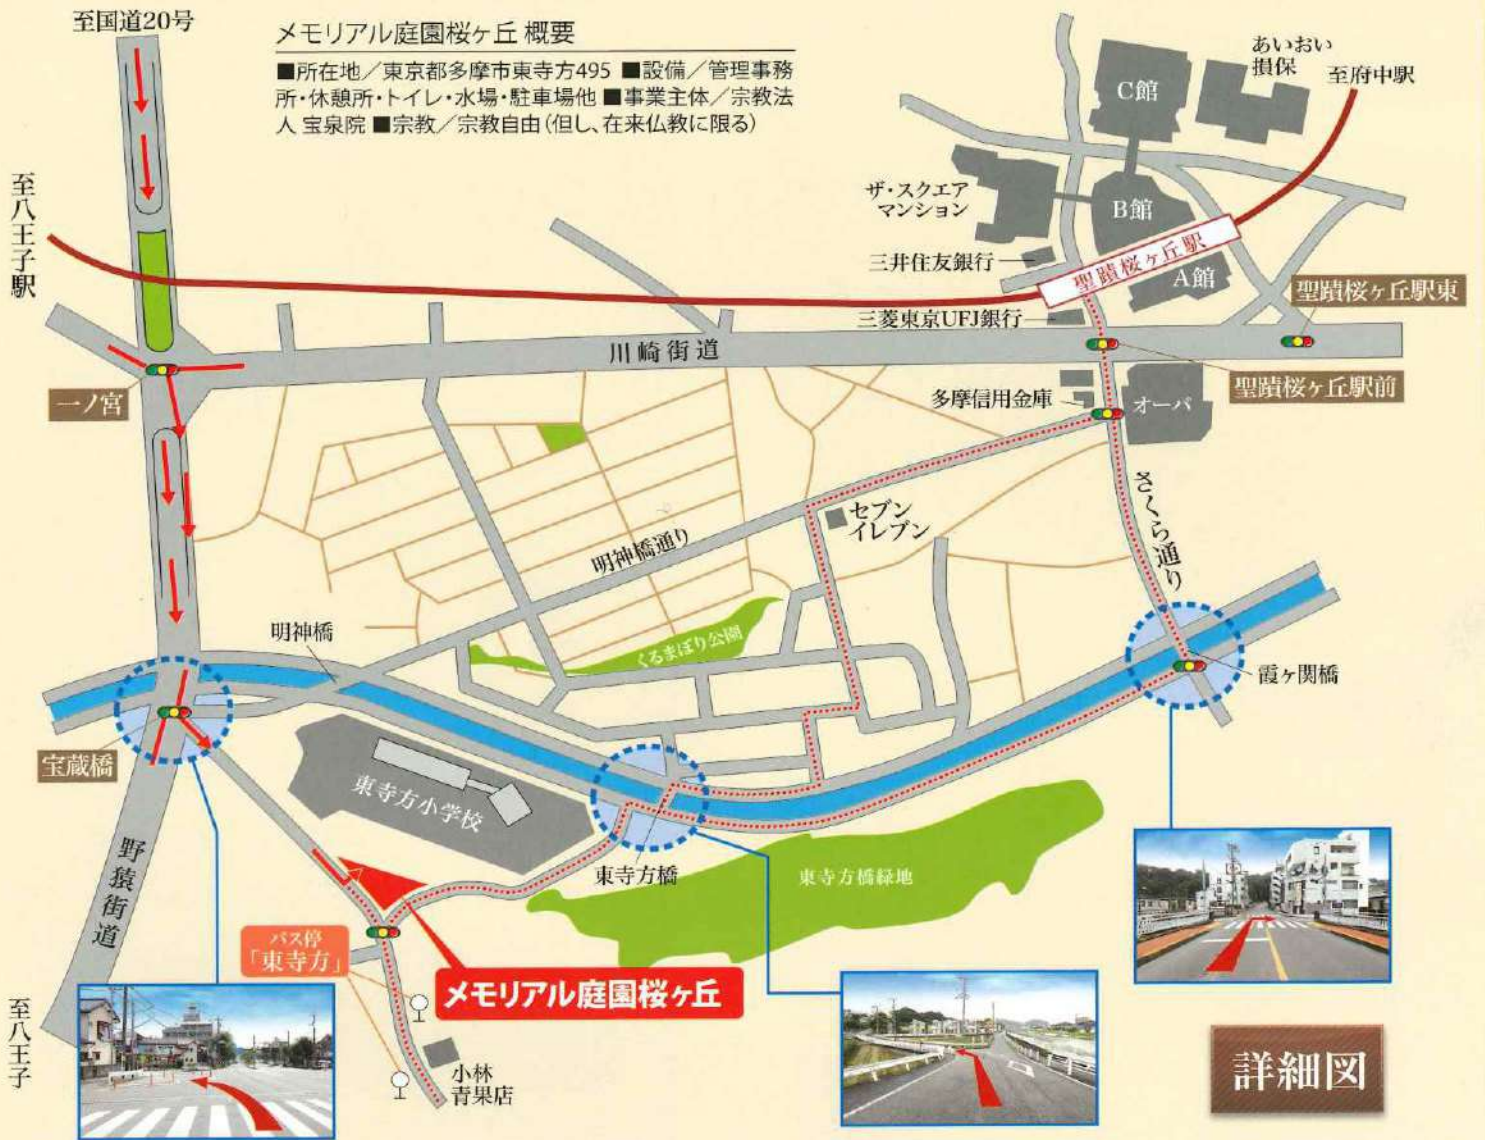 至国道20号
メモリアル庭園桜ヶ丘 概要
■所在地／東京都多摩市東寺方495 ■設備／管理事務
所・休憩所・トイレ・水場・駐車場他 ■事業主体／宗教法
人 宝泉院 ■宗教／宗教自由(但し、在来仏教に限る)
あいおい
損保
至府中駅
C館
至八王子駅
ザ・スクエア
マンション
B館
三井住友銀行
聖蹟桜ヶ丘駅
A館
聖蹟桜ヶ丘駅東
三菱東京UFJ銀行
川崎街道
一ノ宮
聖蹟桜ヶ丘駅前
多摩信用金庫
オーパ
さくら通り
セブン
イレブン
明神橋通り
明神橋
くるまぼり公園
霞ヶ関橋
宝蔵橋
東寺方小学校
東寺方橋
東寺方橋緑地
野猿街道
バス停
「東寺方」
メモリアル庭園桜ヶ丘
至八王子
小林
青果店
詳細図